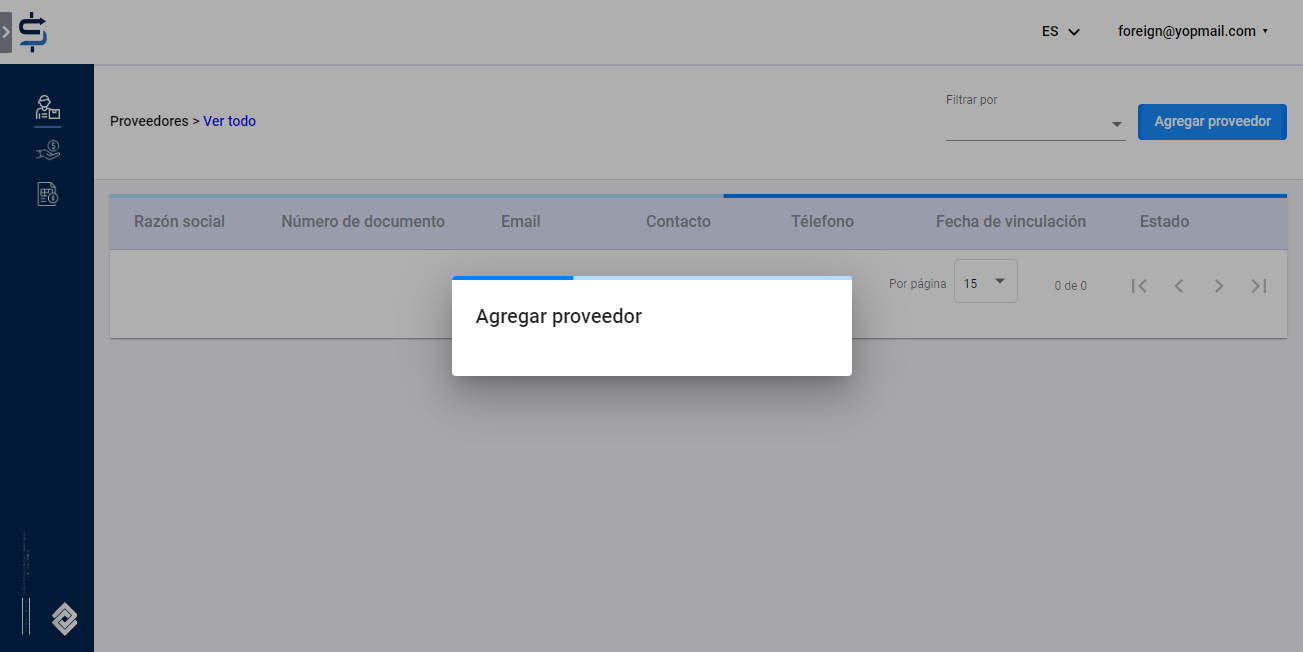 ES
foreign@yopmail.com
Proveedores > Ver todo
Filtrar por
Agregar proveedor
Razón social Número de documento Email Contacto Télefono Fecha de vinculación Estado
Por página 15 0 de 0
Agregar proveedor